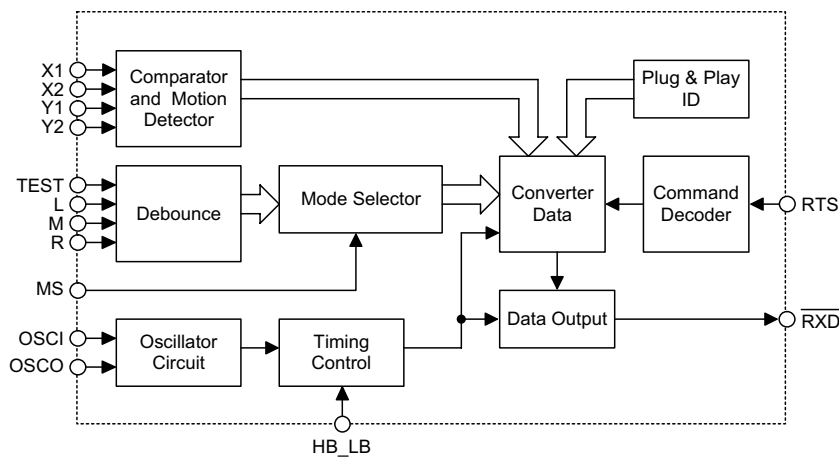 X1
X2
Y1
Y2
Comparator
and Motion
Detector
Plug & Play
ID
TEST
L
M
R
Debounce
Mode Selector
Converter
Data
Command
Decoder
RTS
MS
OSCI
OSCO
Oscillator
Circuit
Timing
Control
Data Output
RXD
HB_LB